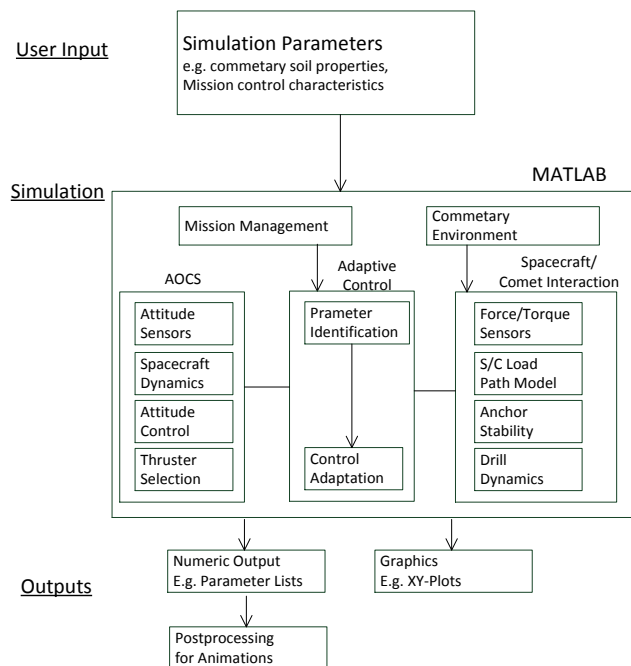 User Input
Simulation Parameters
e.g. commetary soil properties,
Mission control characteristics
Simulation
MATLAB
Mission Management
Commetary
Environment
AOCS
Adaptive
Control
Spacecraft/
Comet Interaction
Attitude
Sensors
Spacecraft
Dynamics
Attitude
Control
Thruster
Selection
Prameter
Identification
Control
Adaptation
Force/Torque
Sensors
S/C Load
Path Model
Anchor
Stability
Drill
Dynamics
Outputs
Numeric Output
E.g. Parameter Lists
Graphics
E.g. XY-Plots
Postprocessing
for Animations